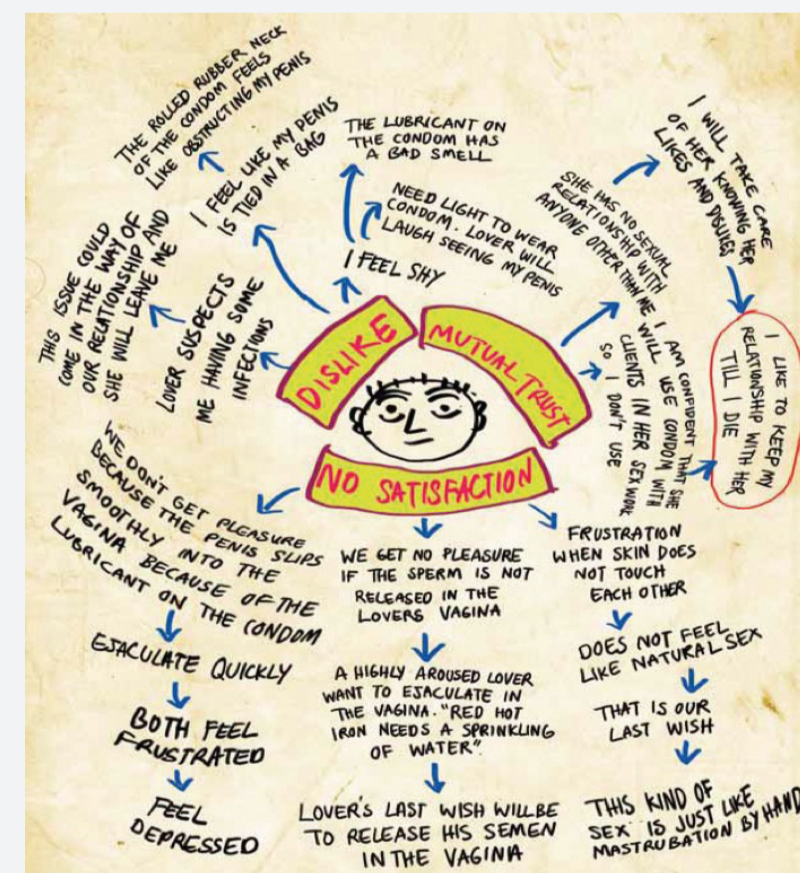 THE ROLLED RUBBER NECK
OF THE CONDOM FEELS
LIKE OBSTRUCTING MY PENIS
I FEEL LIKE MY PENIS
IS TIED IN A BAG
THE LUBRICANT ON
THE CONDOM HAS
A BAD SMELL
NEED LIGHT TO WEAR
CONDOM. LOVER WILL
LAUGH SEEING MY PENIS
I FEEL SHY
THIS ISSUE COULD
COME IN THE WAY OF
OUR RELATIONSHIP AND
SHE WILL LEAVE ME
LOVER SUSPECTS
ME HAVING SOME
INFECTIONS
DISLIKE
MUTUAL TRUST
SHE HAS NO SEXUAL
RELATIONSHIP WITH
ANYONE OTHER THAN ME
I WILL TAKE CARE
OF HER KNOWING HER
LIKES AND DISLIKES
I AM CONFIDENT THAT SHE
WILL USE CONDOM WITH
CLIENTS IN HER SEX WORK
SO I DON'T USE
I LIKE TO KEEP MY
RELATIONSHIP WITH HER
TILL I DIE
NO SATISFACTION
WE DON'T GET PLEASURE
BECAUSE THE PENIS SLIPS
SMOOTHLY INTO THE
VAGINA BECAUSE OF THE
LUBRICANT ON THE CONDOM
EJACULATE QUICKLY
BOTH FEEL
FRUSTRATED
FEEL
DEPRESSED
WE GET NO PLEASURE
IF THE SPERM IS NOT
RELEASED IN THE
LOVERS VAGINA
A HIGHLY AROUSED LOVER
WANT TO EJACULATE IN
THE VAGINA. "RED HOT
IRON NEEDS A SPRINKLING
OF WATER"
LOVER'S LAST WISH WILL BE
TO RELEASE HIS SEMEN
IN THE VAGINA
FRUSTRATION
WHEN SKIN DOES
NOT TOUCH
EACH OTHER
DOES NOT FEEL
LIKE NATURAL SEX
THAT IS OUR
LAST WISH
THIS KIND OF
SEX IS JUST LIKE
MASTRUBATION BY HAND